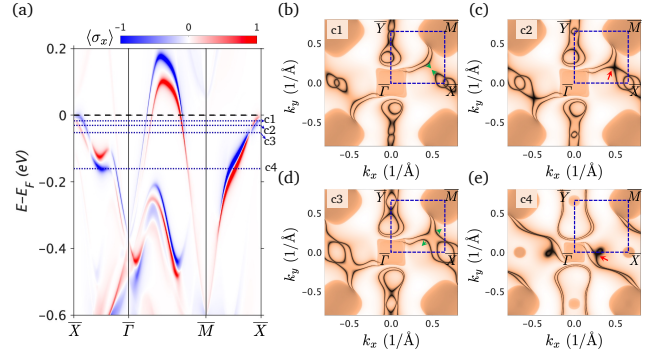 (a)
⟨σx⟩ −1 1
0.2
0
−0.2
−0.4
−0.6
E–EF (eV)
X̅ Γ̅ M̅ X̅
c1
c2
c3
c4
(b)
c1
Y̅ M̅
Γ̅ X̅
0.5
0.0
−0.5
ky (1/Å)
−0.5 0.0 0.5
kx (1/Å)
(c)
c2
Y̅ M̅
Γ̅ X̅
0.5
0.0
−0.5
ky (1/Å)
−0.5 0.0 0.5
kx (1/Å)
(d)
c3
Y̅ M̅
Γ̅ X̅
0.5
0.0
−0.5
ky (1/Å)
−0.5 0.0 0.5
kx (1/Å)
(e)
c4
Y̅ M̅
Γ̅ X̅
0.5
0.0
−0.5
ky (1/Å)
−0.5 0.0 0.5
kx (1/Å)